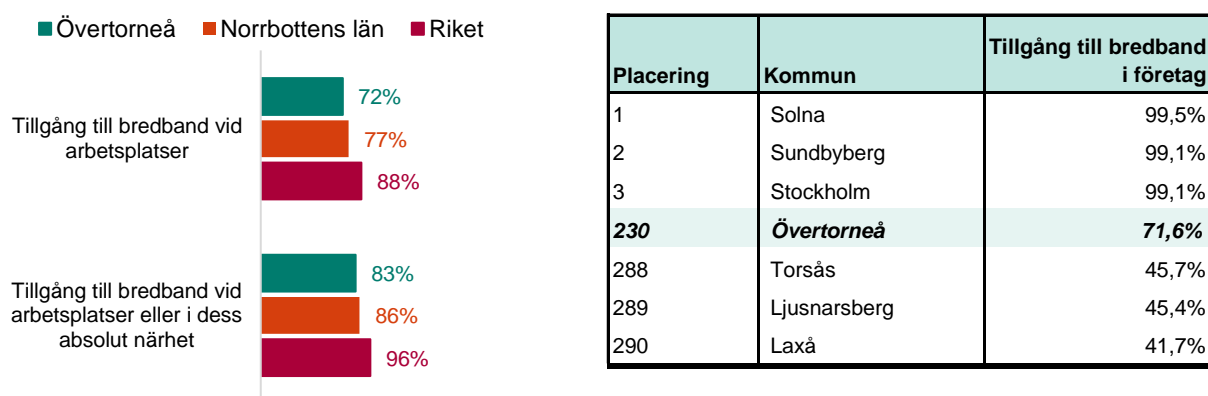 Övertorneå Norrbottens län Riket
Tillgång till bredband vid
arbetsplatser
72%
77%
88%
Tillgång till bredband vid
arbetsplatser eller i dess
absolut närhet
83%
86%
96%
Placering Kommun Tillgång till bredband
i företag
1 Solna 99,5%
2 Sundbyberg 99,1%
3 Stockholm 99,1%
230 Övertorneå 71,6%
288 Torsås 45,7%
289 Ljusnarsberg 45,4%
290 Laxå 41,7%